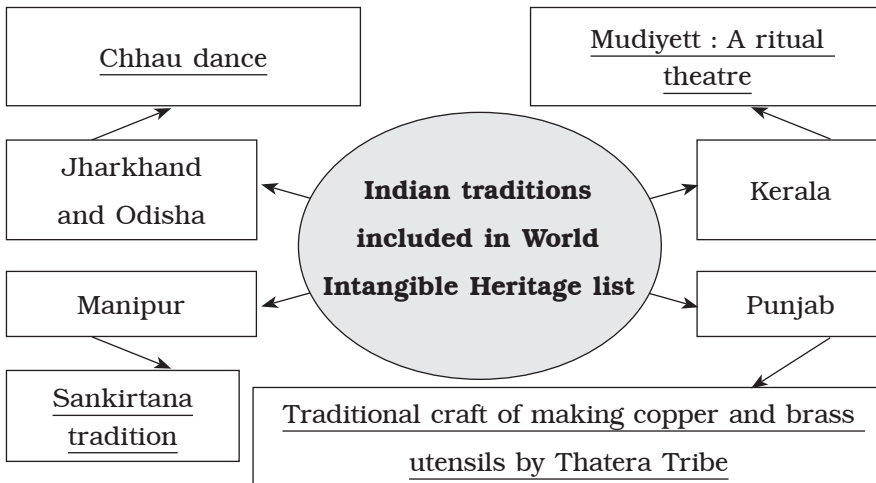 Chhau dance
Mudiyett : A ritual
theatre
Jharkhand
and Odisha
Indian traditions
included in World
Intangible Heritage list
Kerala
Manipur
Punjab
Sankirtana
tradition
Traditional craft of making copper and brass
utensils by Thatera Tribe